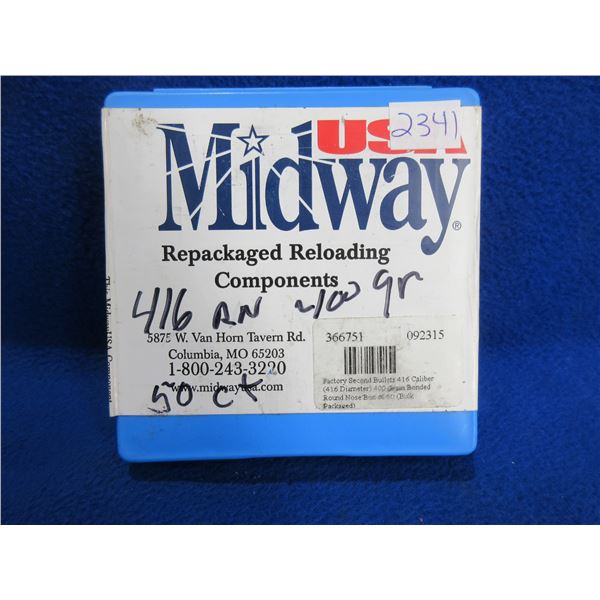 USA
2341
Midway®
Repackaged Reloading
Components
416 RN 400 gr
5875 W. Van Horn Tavern Rd.
Columbia, MO 65203
1-800-243-3220
www.midwayusa.com
50 ct
366751 092315
Factory Second Bullets 416 Caliber
(416 Diameter) 400 Grain Bonded
Round Nose Box of 50 (Bulk
Packaged)